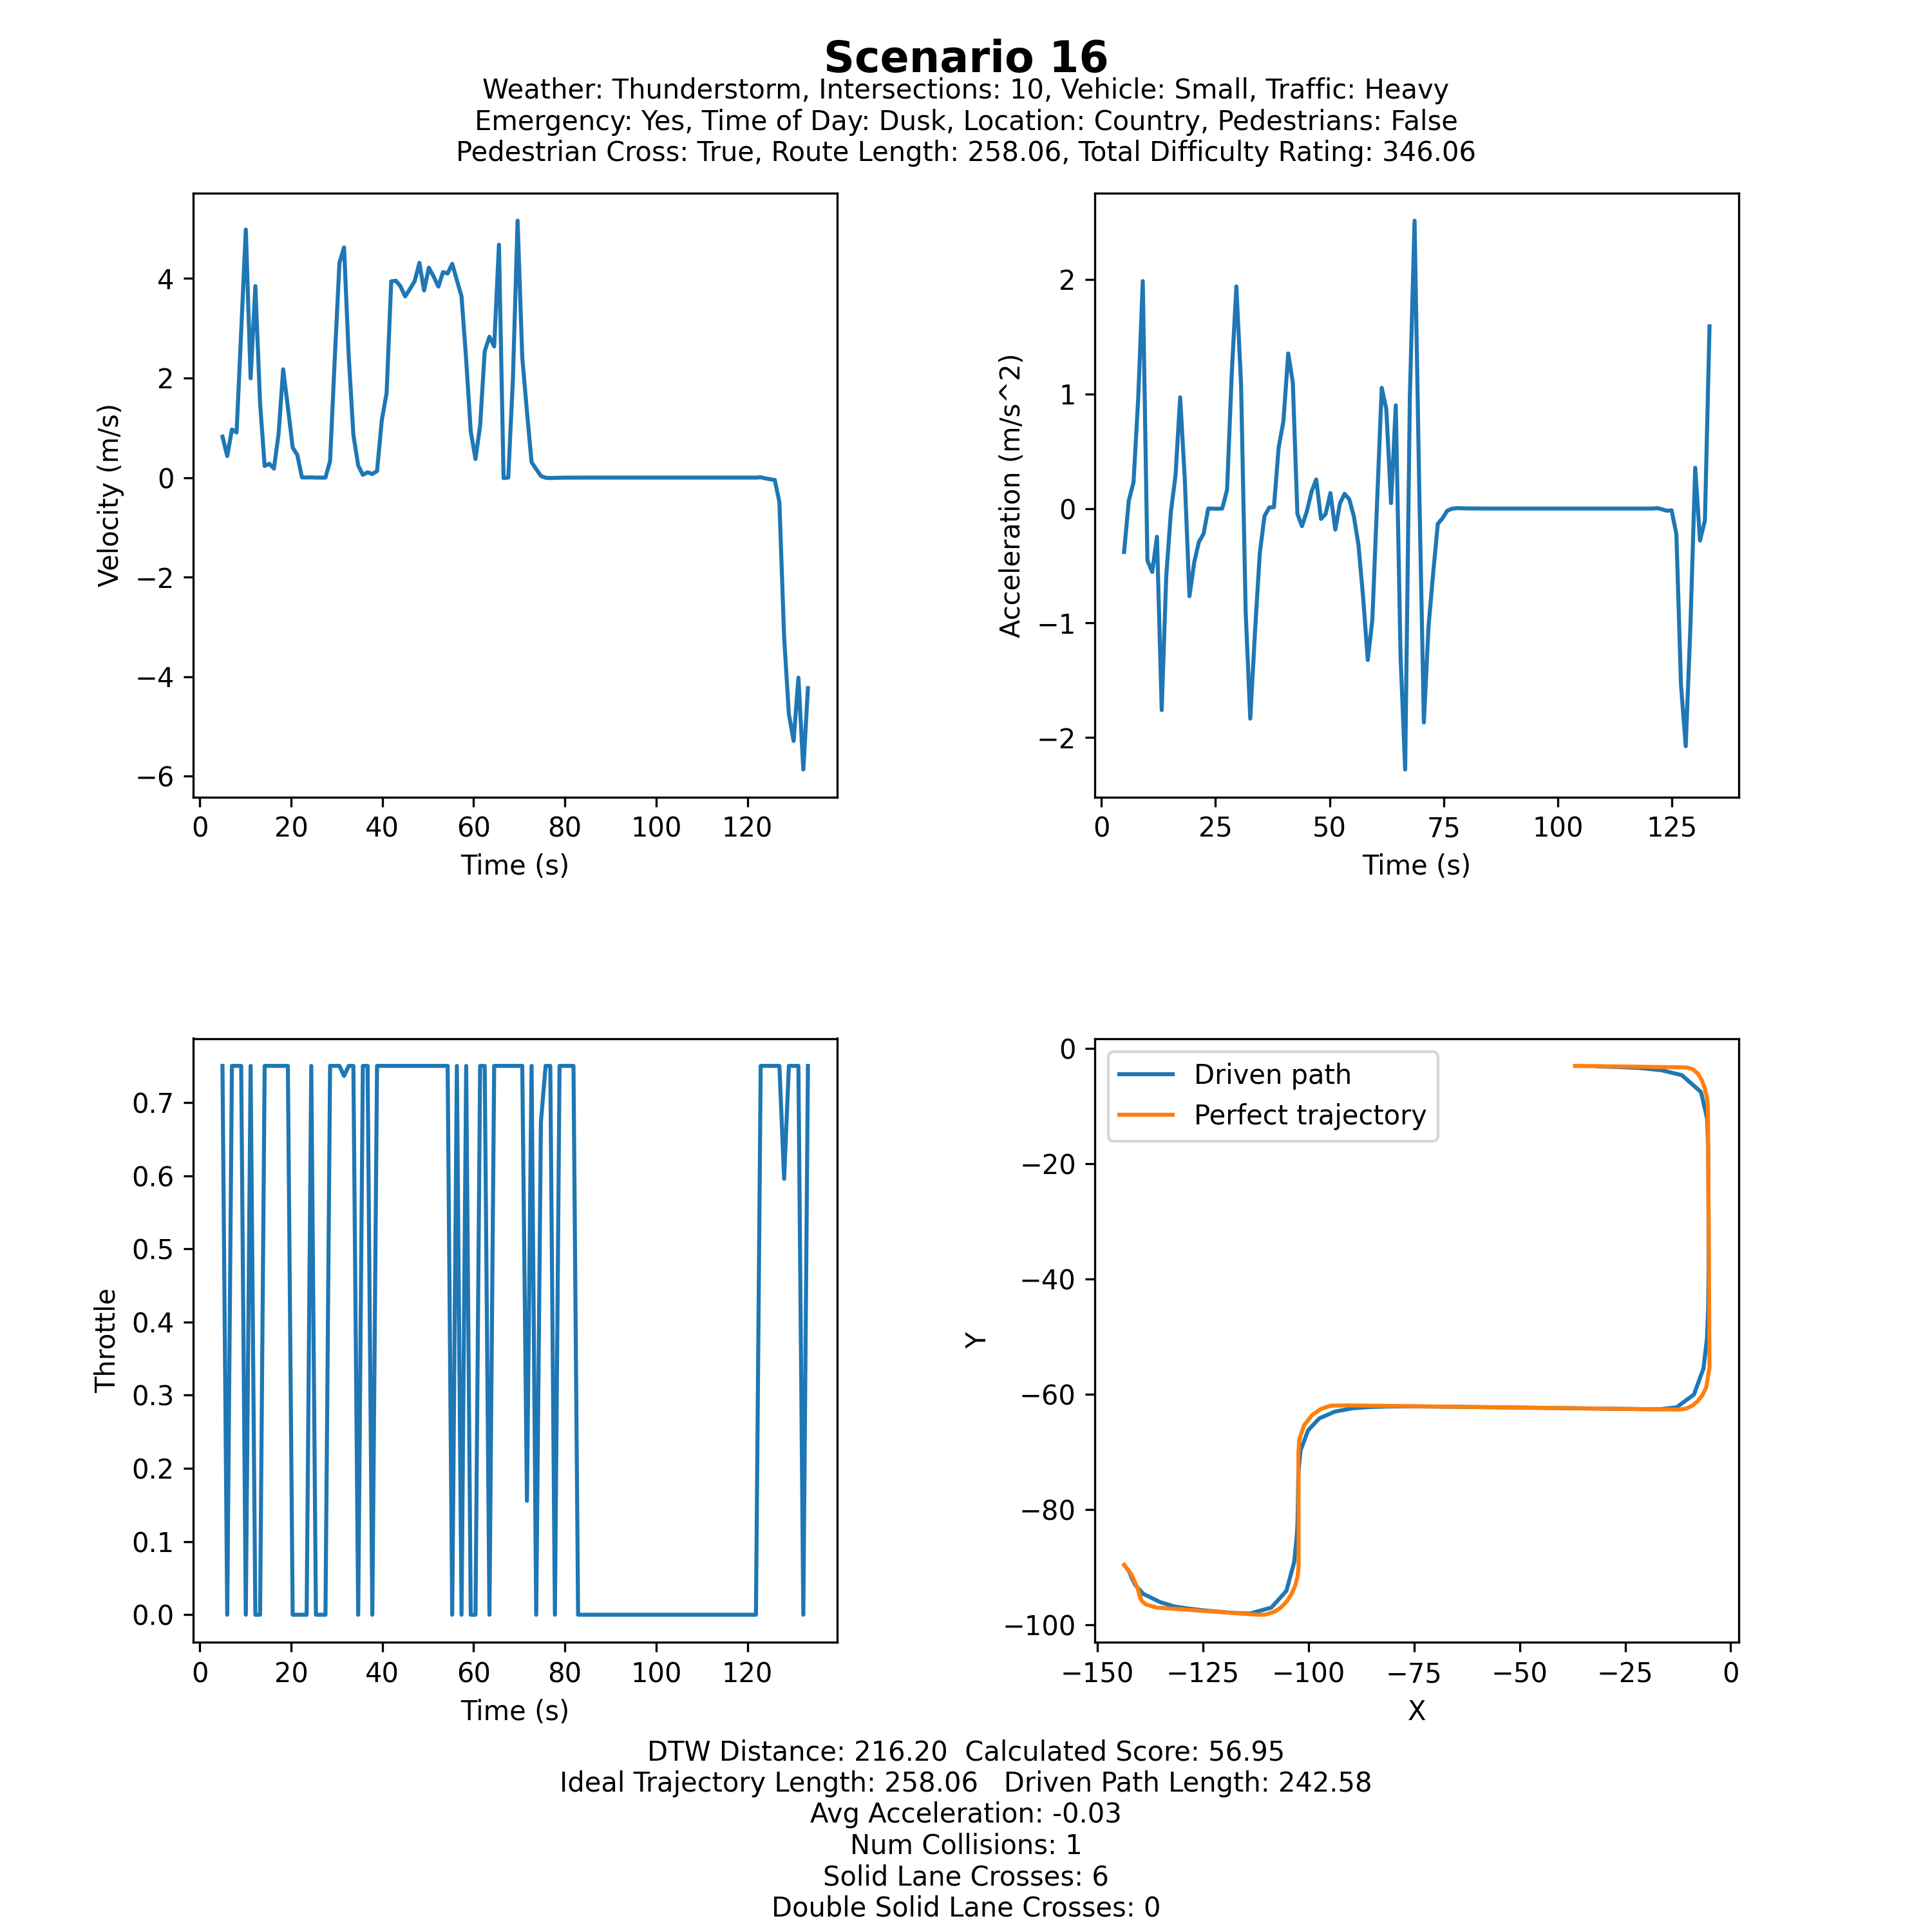 Scenario 16
Weather: Thunderstorm, Intersections: 10, Vehicle: Small, Traffic: Heavy
Emergency: Yes, Time of Day: Dusk, Location: Country, Pedestrians: False
Pedestrian Cross: True, Route Length: 258.06, Total Difficulty Rating: 346.06
Velocity (m/s)
4
2
0
−2
−4
−6
0 20 40 60 80 100 120
Time (s)
Acceleration (m/s^2)
2
1
0
−1
−2
0 25 50 75 100 125
Time (s)
Throttle
0.7
0.6
0.5
0.4
0.3
0.2
0.1
0.0
0 20 40 60 80 100 120
Time (s)
Y
0
−20
−40
−60
−80
−100
Driven path
Perfect trajectory
−150 −125 −100 −75 −50 −25 0
X
DTW Distance: 216.20 Calculated Score: 56.95
Ideal Trajectory Length: 258.06 Driven Path Length: 242.58
Avg Acceleration: -0.03
Num Collisions: 1
Solid Lane Crosses: 6
Double Solid Lane Crosses: 0